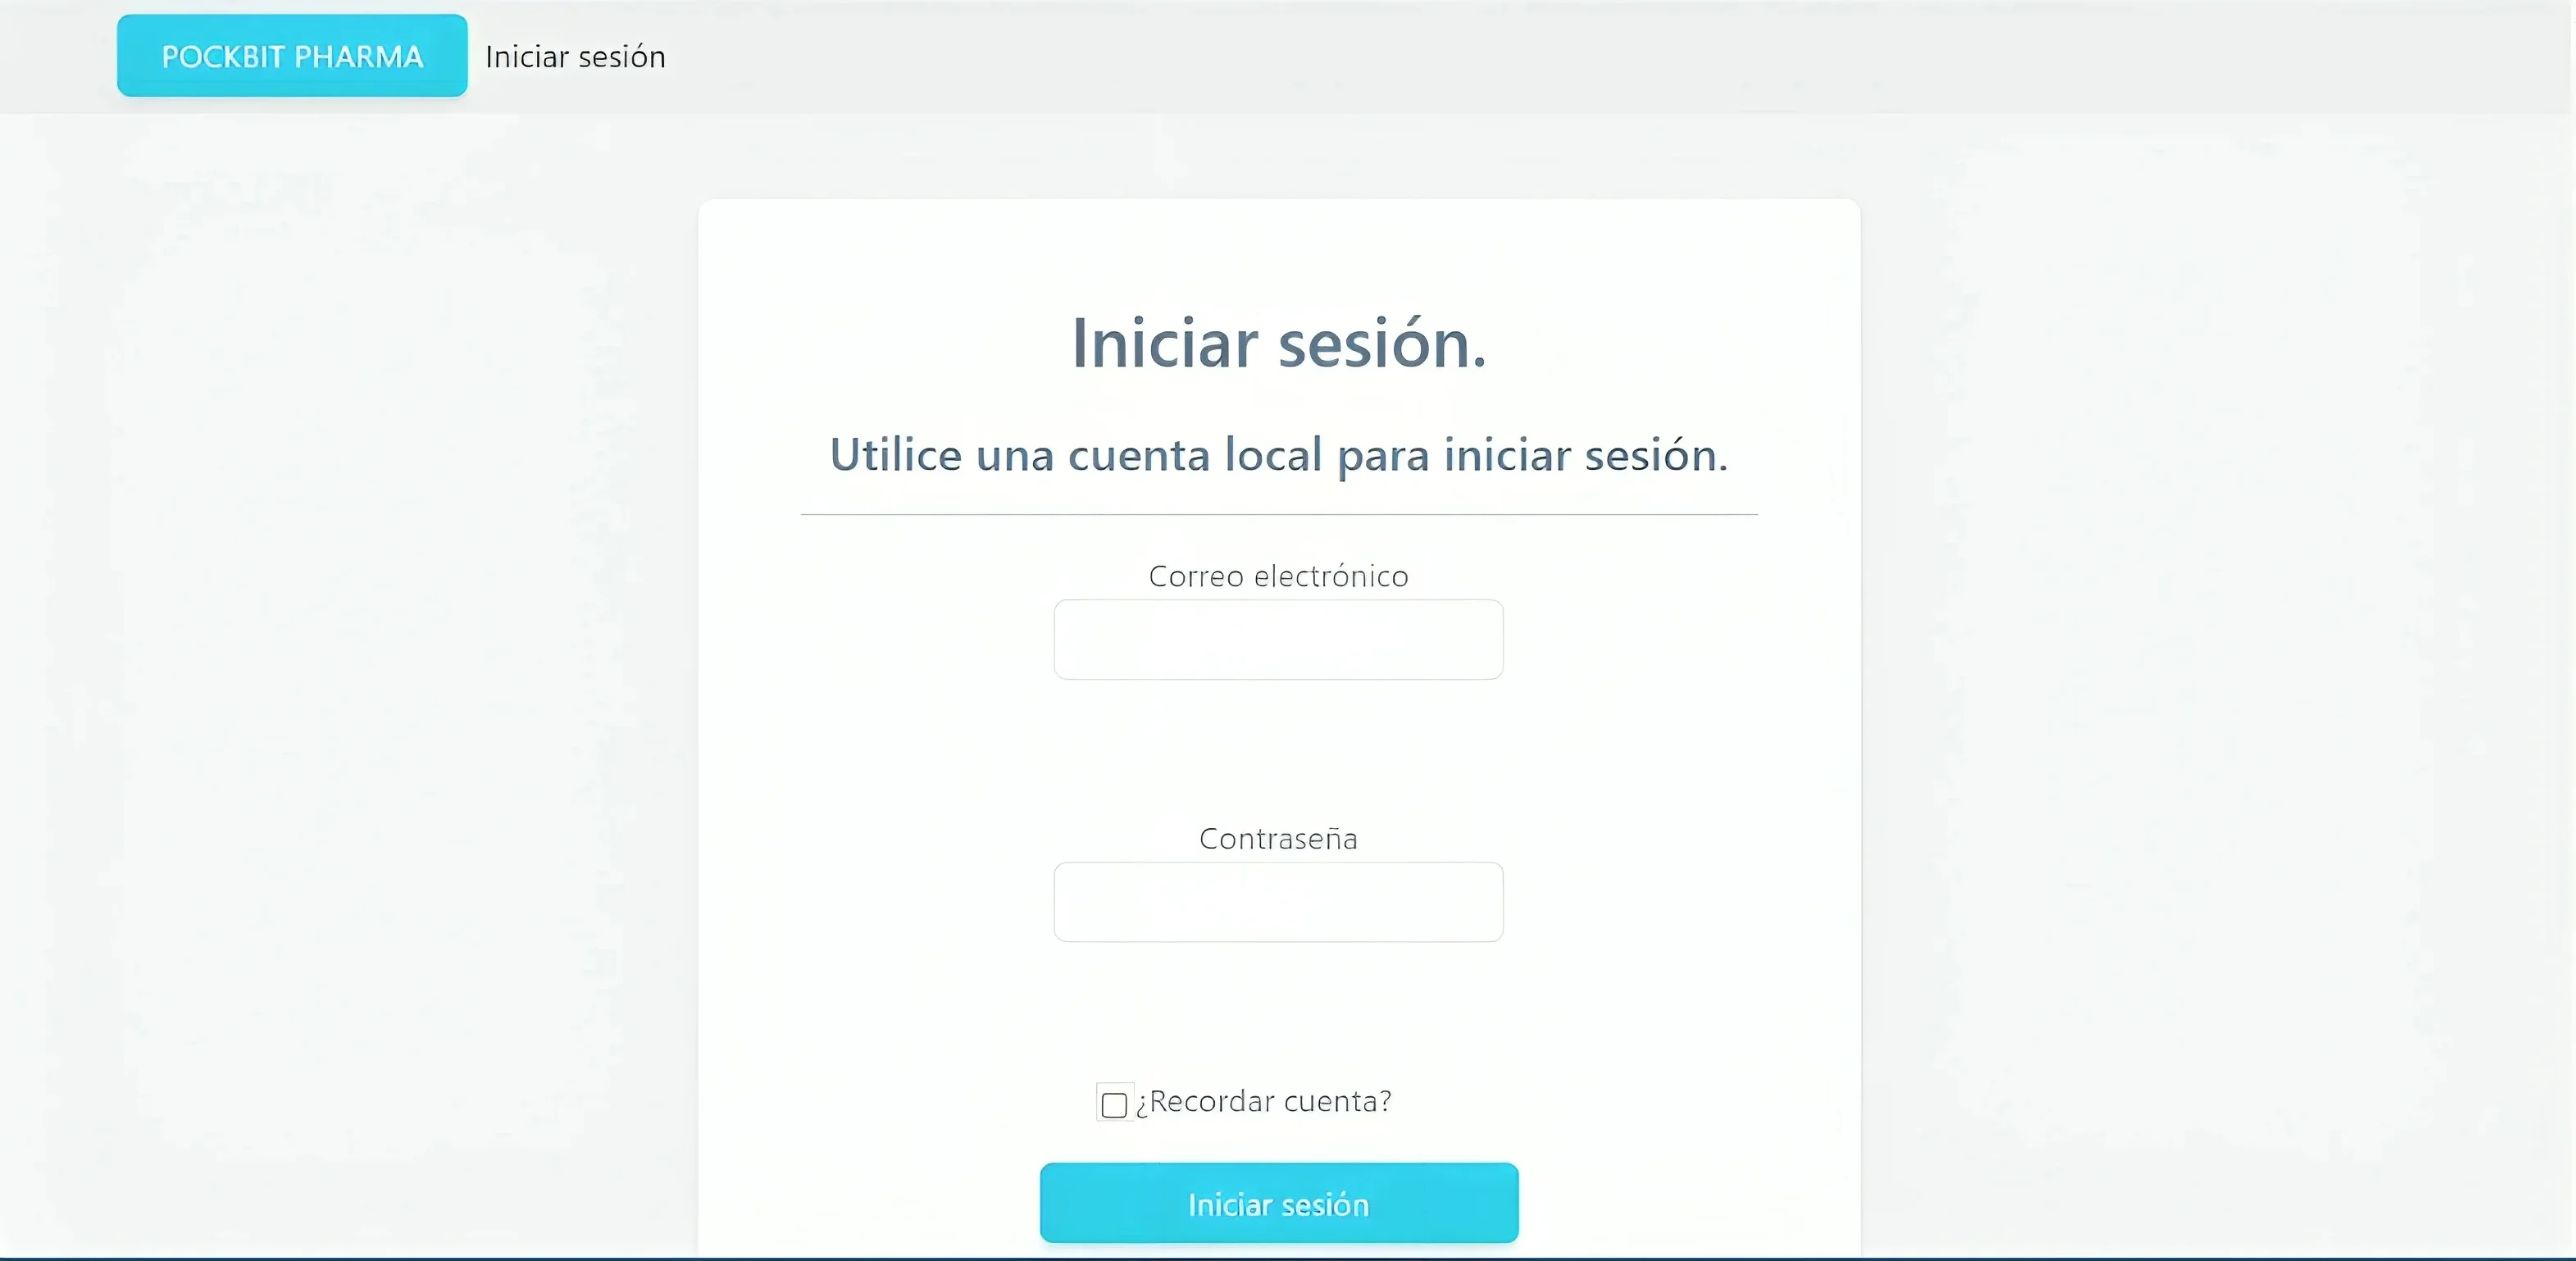 POCKBIT PHARMA Iniciar sesión
Iniciar sesión.
Utilice una cuenta local para iniciar sesión.
Correo electrónico
Contraseña
¿Recordar cuenta?
Iniciar sesión